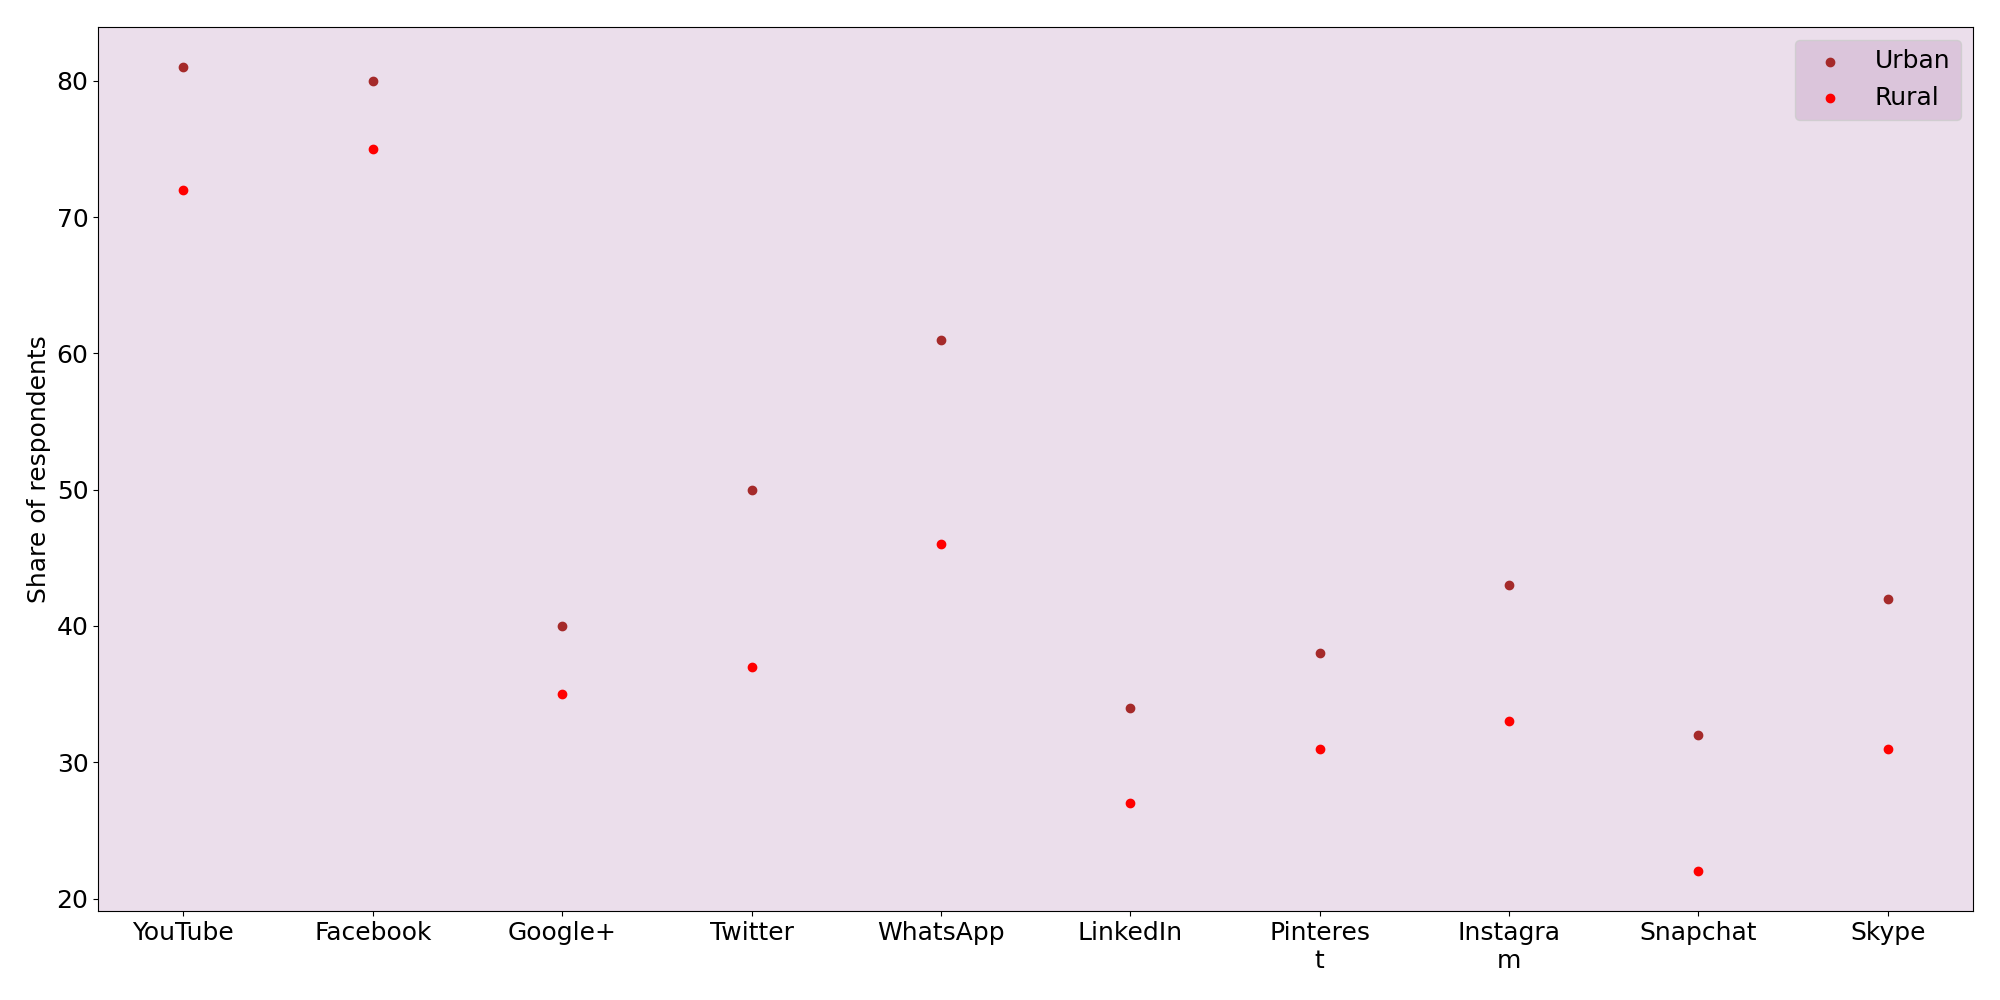 Urban
Rural
Share of respondents
80
70
60
50
40
30
20
YouTube
Facebook
Google+
Twitter
WhatsApp
LinkedIn
Pinteres
t
Instagra
m
Snapchat
Skype